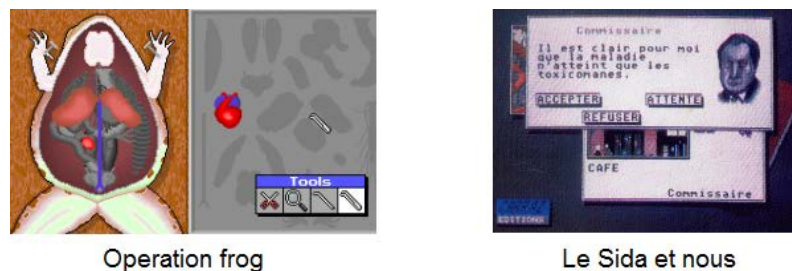 Tools
Operation frog
Commissaire
Il est clair pour moi
que la maladie
n'atteint que les
toxicomanes.
ACCEPTER
ATTENTE
REFUSER
CAFE
Commissaire
EDITIONS
Le Sida et nous